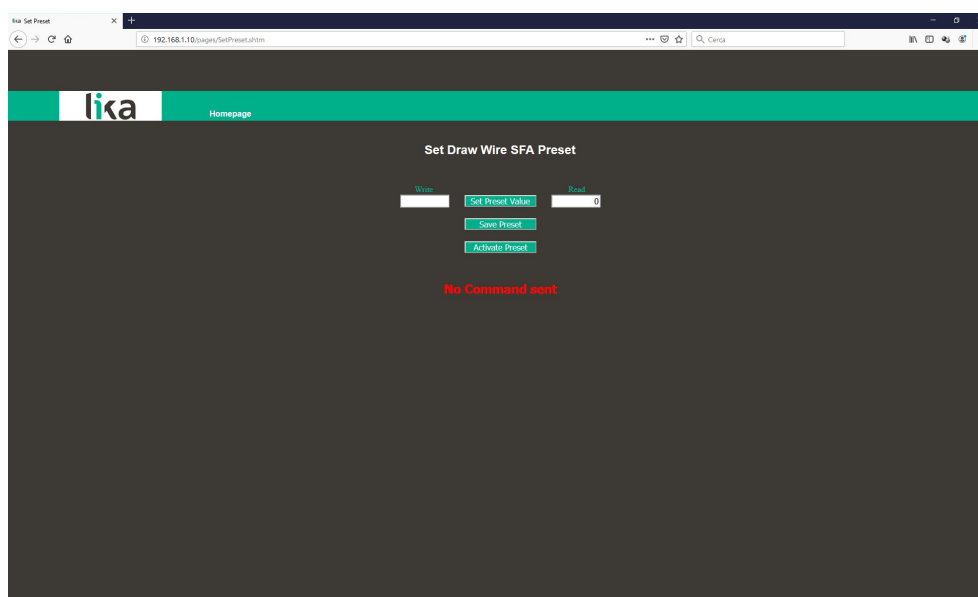 lika Set Preset
192.168.1.10/pages/SetPreset.shtm
Cerca
lika
Homepage
Set Draw Wire SFA Preset
Write
Read
Set Preset Value
0
Save Preset
Activate Preset
No Command sent